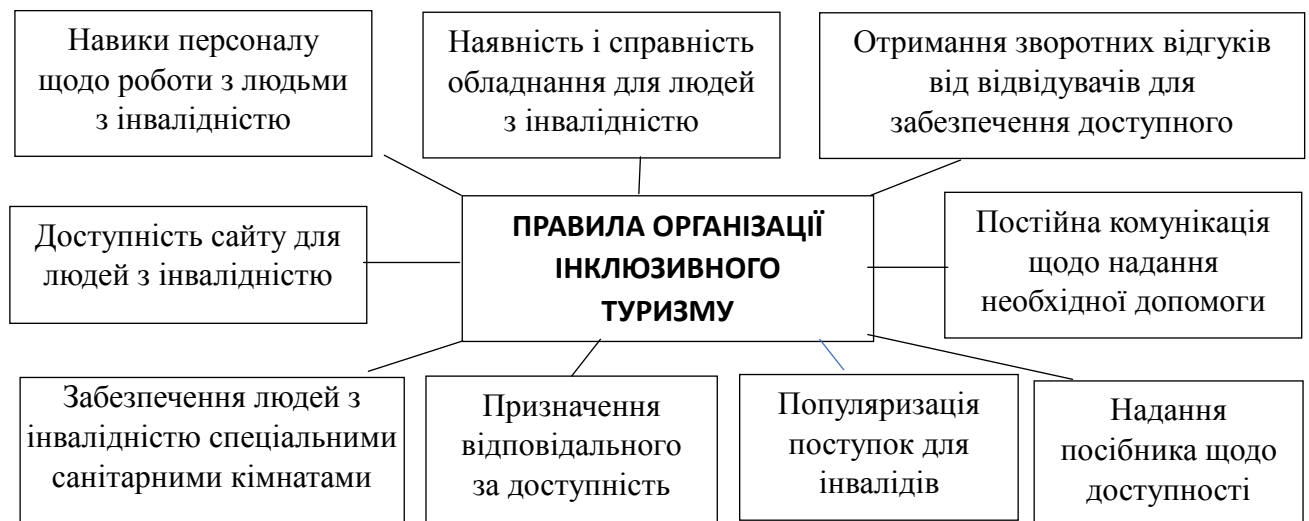 Навики персоналу
щодо роботи з людьми
з інвалідністю
Наявність і справність
обладнання для людей
з інвалідністю
Отримання зворотних відгуків
від відвідувачів для
забезпечення доступного
Доступність сайту для
людей з інвалідністю
ПРАВИЛА ОРГАНІЗАЦІЇ
ІНКЛЮЗИВНОГО
ТУРИЗМУ
Постійна комунікація
щодо надання
необхідної допомоги
Забезпечення людей з
інвалідністю спеціальними
санітарними кімнатами
Призначення
відповідального
за доступність
Популяризація
поступок для
інвалідів
Надання
посібника щодо
доступності